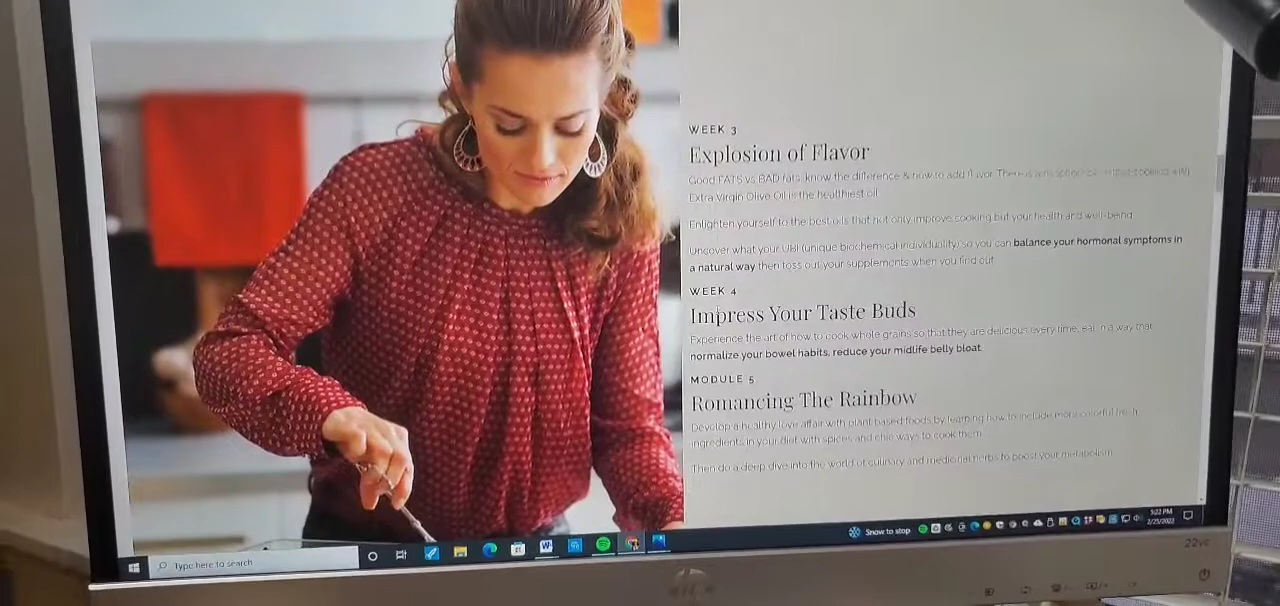 WEEK 3
Explosion of Flavor
Good FATS vs BAD fats, know the difference & how to add flavor. There is
Extra Virgin Olive Oil is the healthiest oil
Enlighten yourself to the best oils that not only improve cooking but your health and well-being
Uncover what your UBI (unique biochemical individuality) so you can balance your hormonal symptoms in
a natural way then toss out your supplements when you find out
WEEK 4
Impress Your Taste Buds
Experience the art of how to cook whole grains so that they are delicious every time, eat in a way that
normalize your bowel habits, reduce your midlife belly bloat.
MODULE 5
Romancing The Rainbow
Develop a healthy love affair with plant based foods by learning how to include more colorful fresh
ingredients in your diet with spices and chic ways to cook them
Then do a deep dive into the world of culinary and medicinal herbs to boost your metabolism
Type here to search
Snow to stop
5:22 PM
2/25/2022
hp
22vc